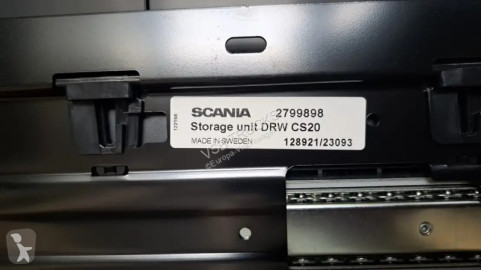 SCANIA 2799898
Storage unit DRW CS20
MADE IN SWEDEN 128921/23093